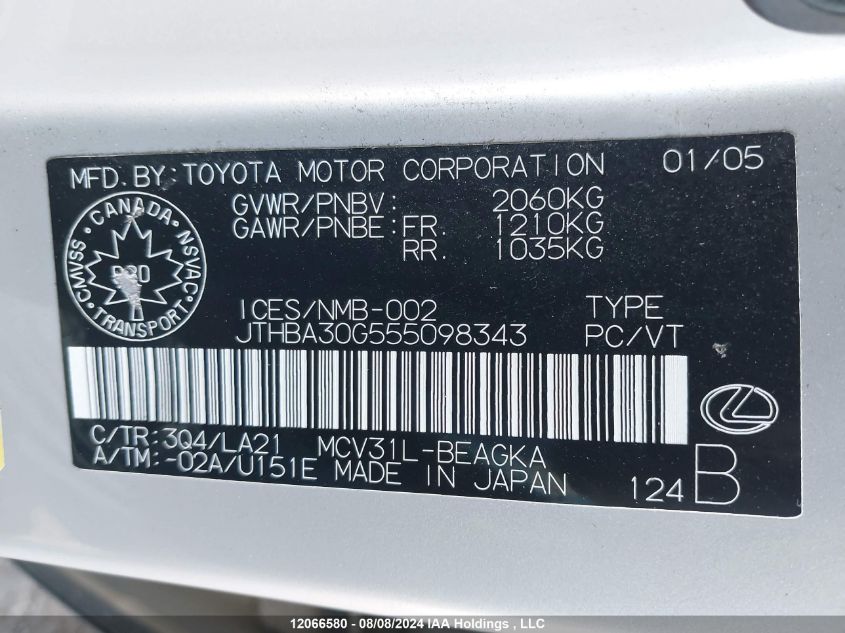 MFD. BY: TOYOTA MOTOR CORPORATION 01/05
GVWR/PNBV: 2060KG
GAWR/PNBE: FR. 1210KG
RR. 1035KG
CANADA
CMVSS NSVAC
TRANSPORT
ICES/NMB-002 TYPE
JTHBA30G555098343 PC/VT
C/TR: 3Q4/LA21 MCV31L-BEAGKA
A/TM: -02A/U151E MADE IN JAPAN
124 B
12066580 - 08/08/2024 IAA Holdings , LLC